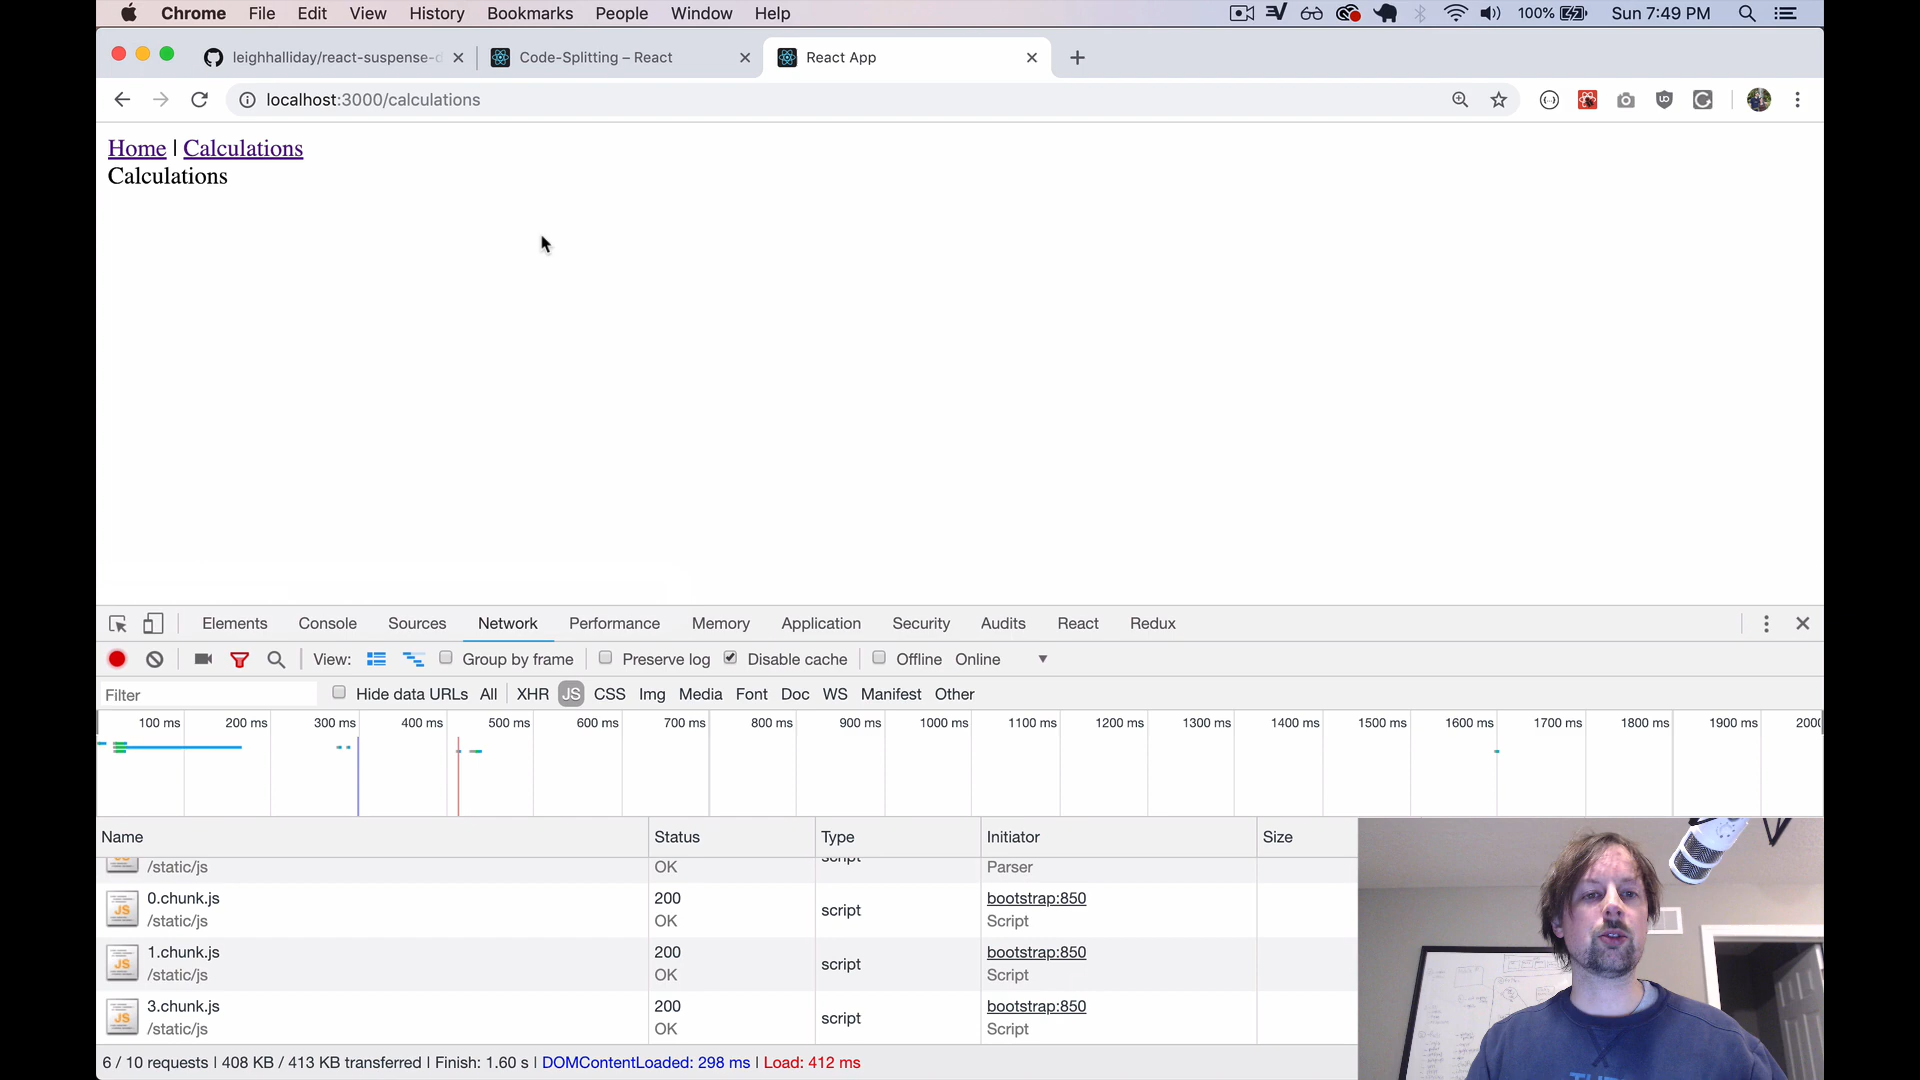 Chrome File Edit View History Bookmarks People Window Help 100% Sun 7:49 PM
leighhalliday/react-suspense-d Code-Splitting – React React App
localhost:3000/calculations
Home | Calculations
Calculations
Elements Console Sources Network Performance Memory Application Security Audits React Redux
View: Group by frame Preserve log Disable cache Offline Online
Filter Hide data URLs All XHR JS CSS Img Media Font Doc WS Manifest Other
100 ms 200 ms 300 ms 400 ms 500 ms 600 ms 700 ms 800 ms 900 ms 1000 ms 1100 ms 1200 ms 1300 ms 1400 ms 1500 ms 1600 ms 1700 ms 1800 ms 1900 ms 200
Name Status Type Initiator Size
/static/js OK script Parser
0.chunk.js 200 script bootstrap:850
/static/js OK Script
1.chunk.js 200 script bootstrap:850
/static/js OK Script
3.chunk.js 200 script bootstrap:850
/static/js OK Script
6 / 10 requests | 408 KB / 413 KB transferred | Finish: 1.60 s | DOMContentLoaded: 298 ms | Load: 412 ms